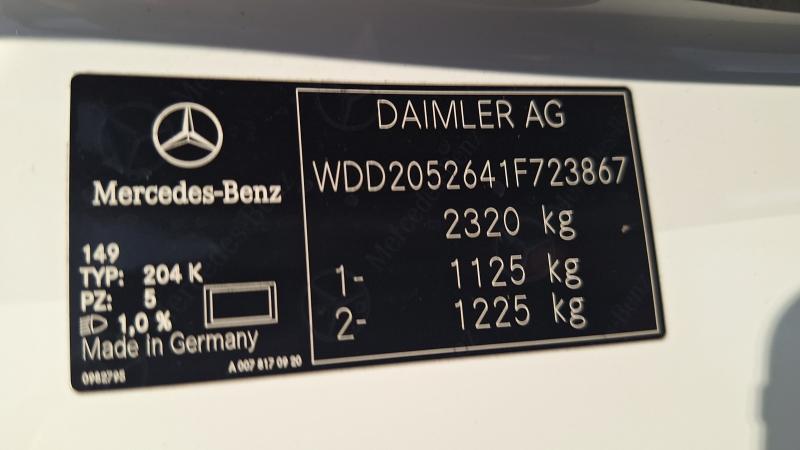 Mercedes-Benz
149
TYP: 204 K
PZ: 5
1,0 %
Made in Germany
0982795
A 007 817 09 20
DAIMLER AG
WDD2052641F723867
2320 kg
1- 1125 kg
2- 1225 kg